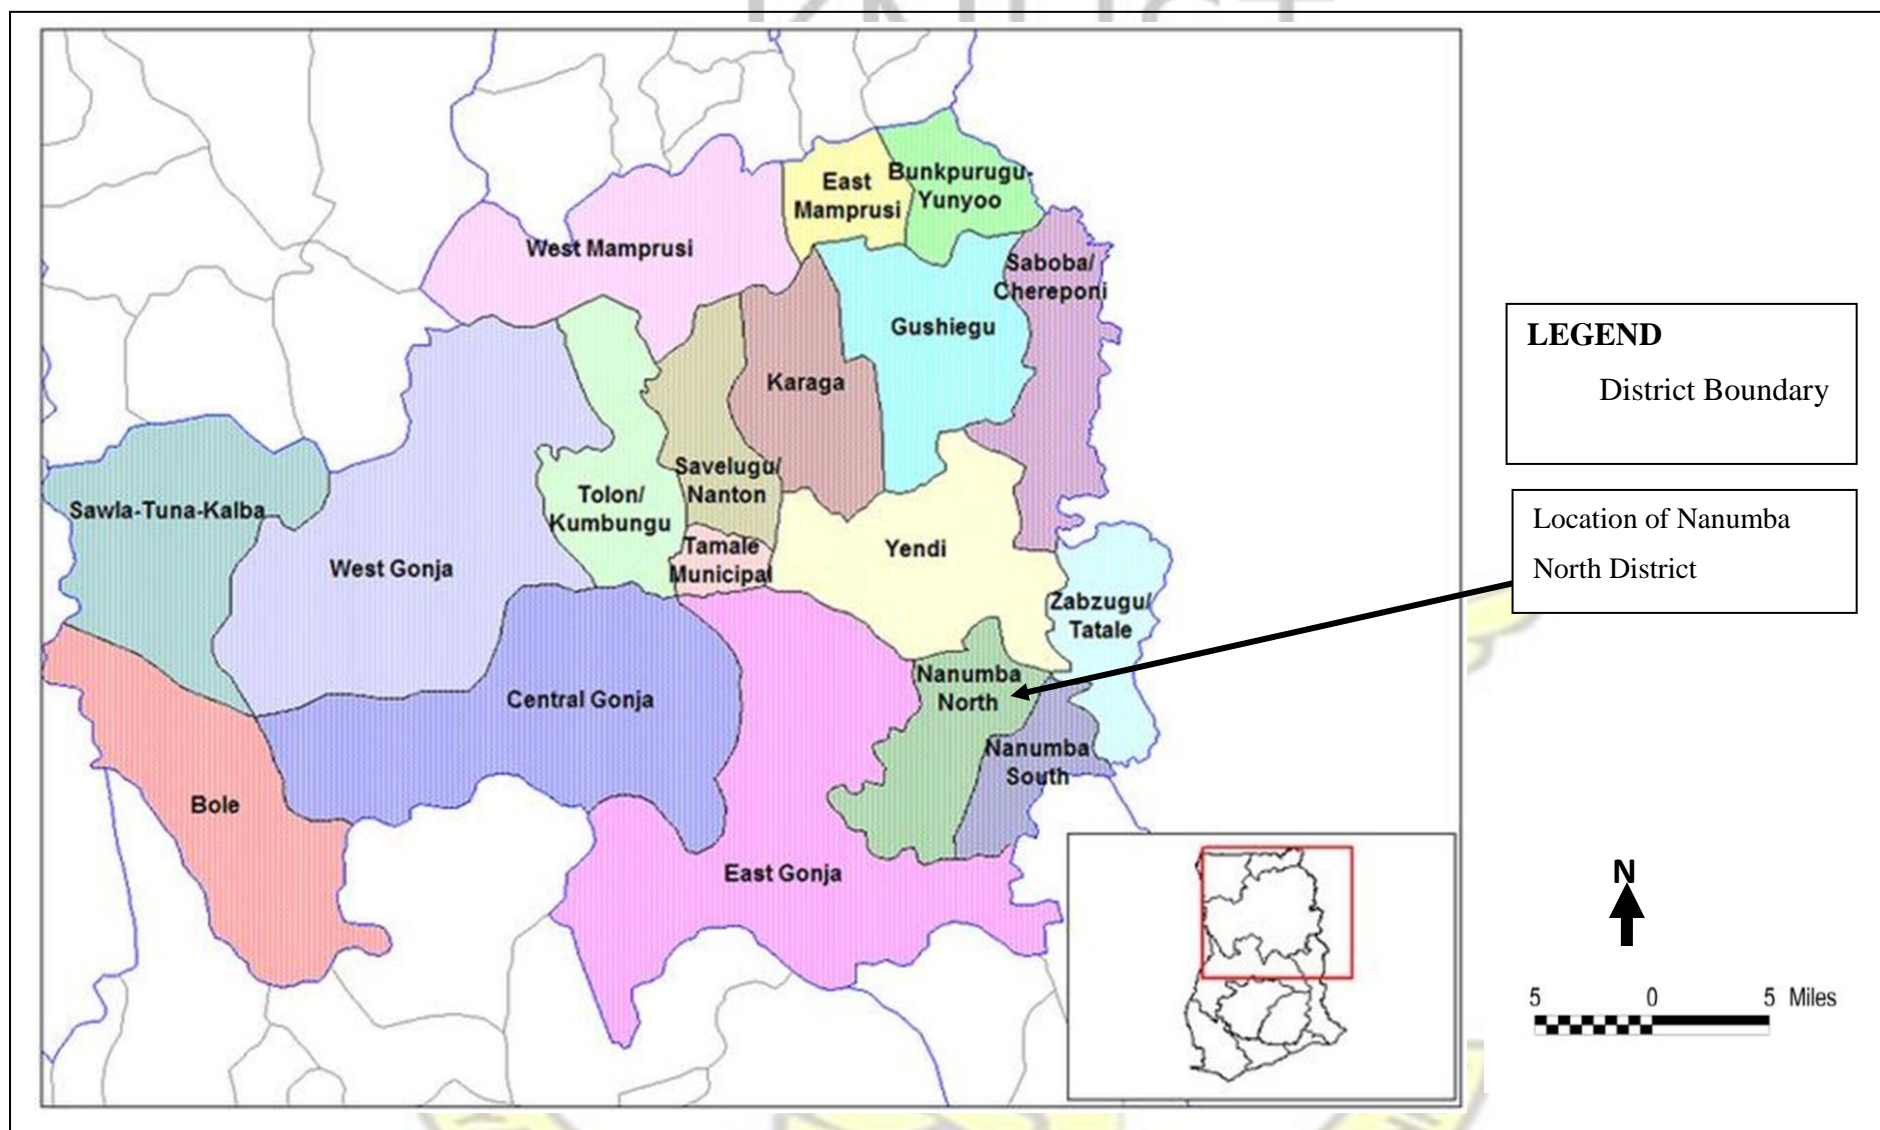 East
Mamprusi
Bunkpurugu-
Yunyoo
West Mamprusi
Saboba/
Chereponi
Gushiegu
Karaga
Savelugu/
Nanton
Sawla-Tuna-Kalba
Tolon/
Kumbungu
West Gonja
Tamale
Municipal
Yendi
Zabzugu/
Tatale
Nanumba
North
Central Gonja
Nanumba
South
Bole
East Gonja
LEGEND
District Boundary
Location of Nanumba
North District
N
5 0 5 Miles